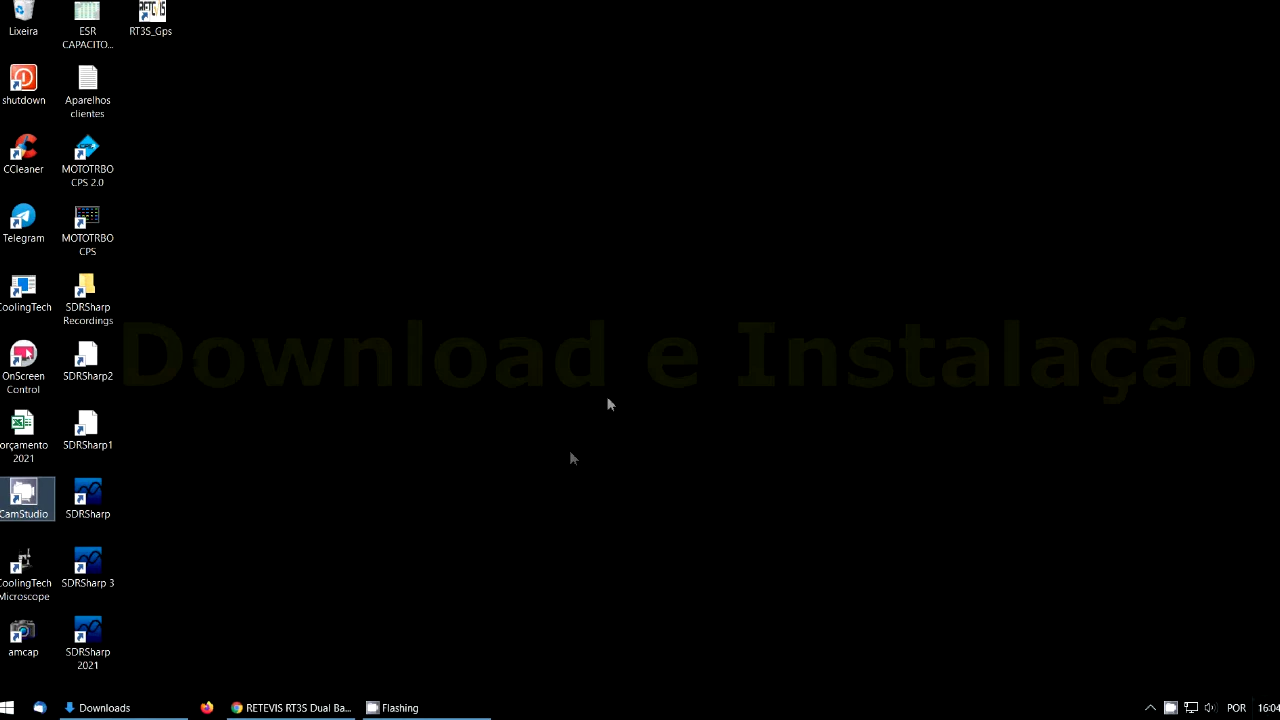 Lixeira
ESR
CAPACITO...
RETEVIS
RT3S_Gps
shutdown
Aparelhos
clientes
CCleaner
MOTOTRBO
CPS 2.0
Telegram
MOTOTRBO
CPS
CoolingTech
SDRSharp
Recordings
OnScreen
Control
SDRSharp2
Download e Instalação
orçamento
2021
SDRSharp1
CamStudio
SDRSharp
CoolingTech
Microscope
SDRSharp 3
amcap
SDRSharp
2021
Downloads
RETEVIS RT3S Dual Ba...
Flashing
POR
16:04